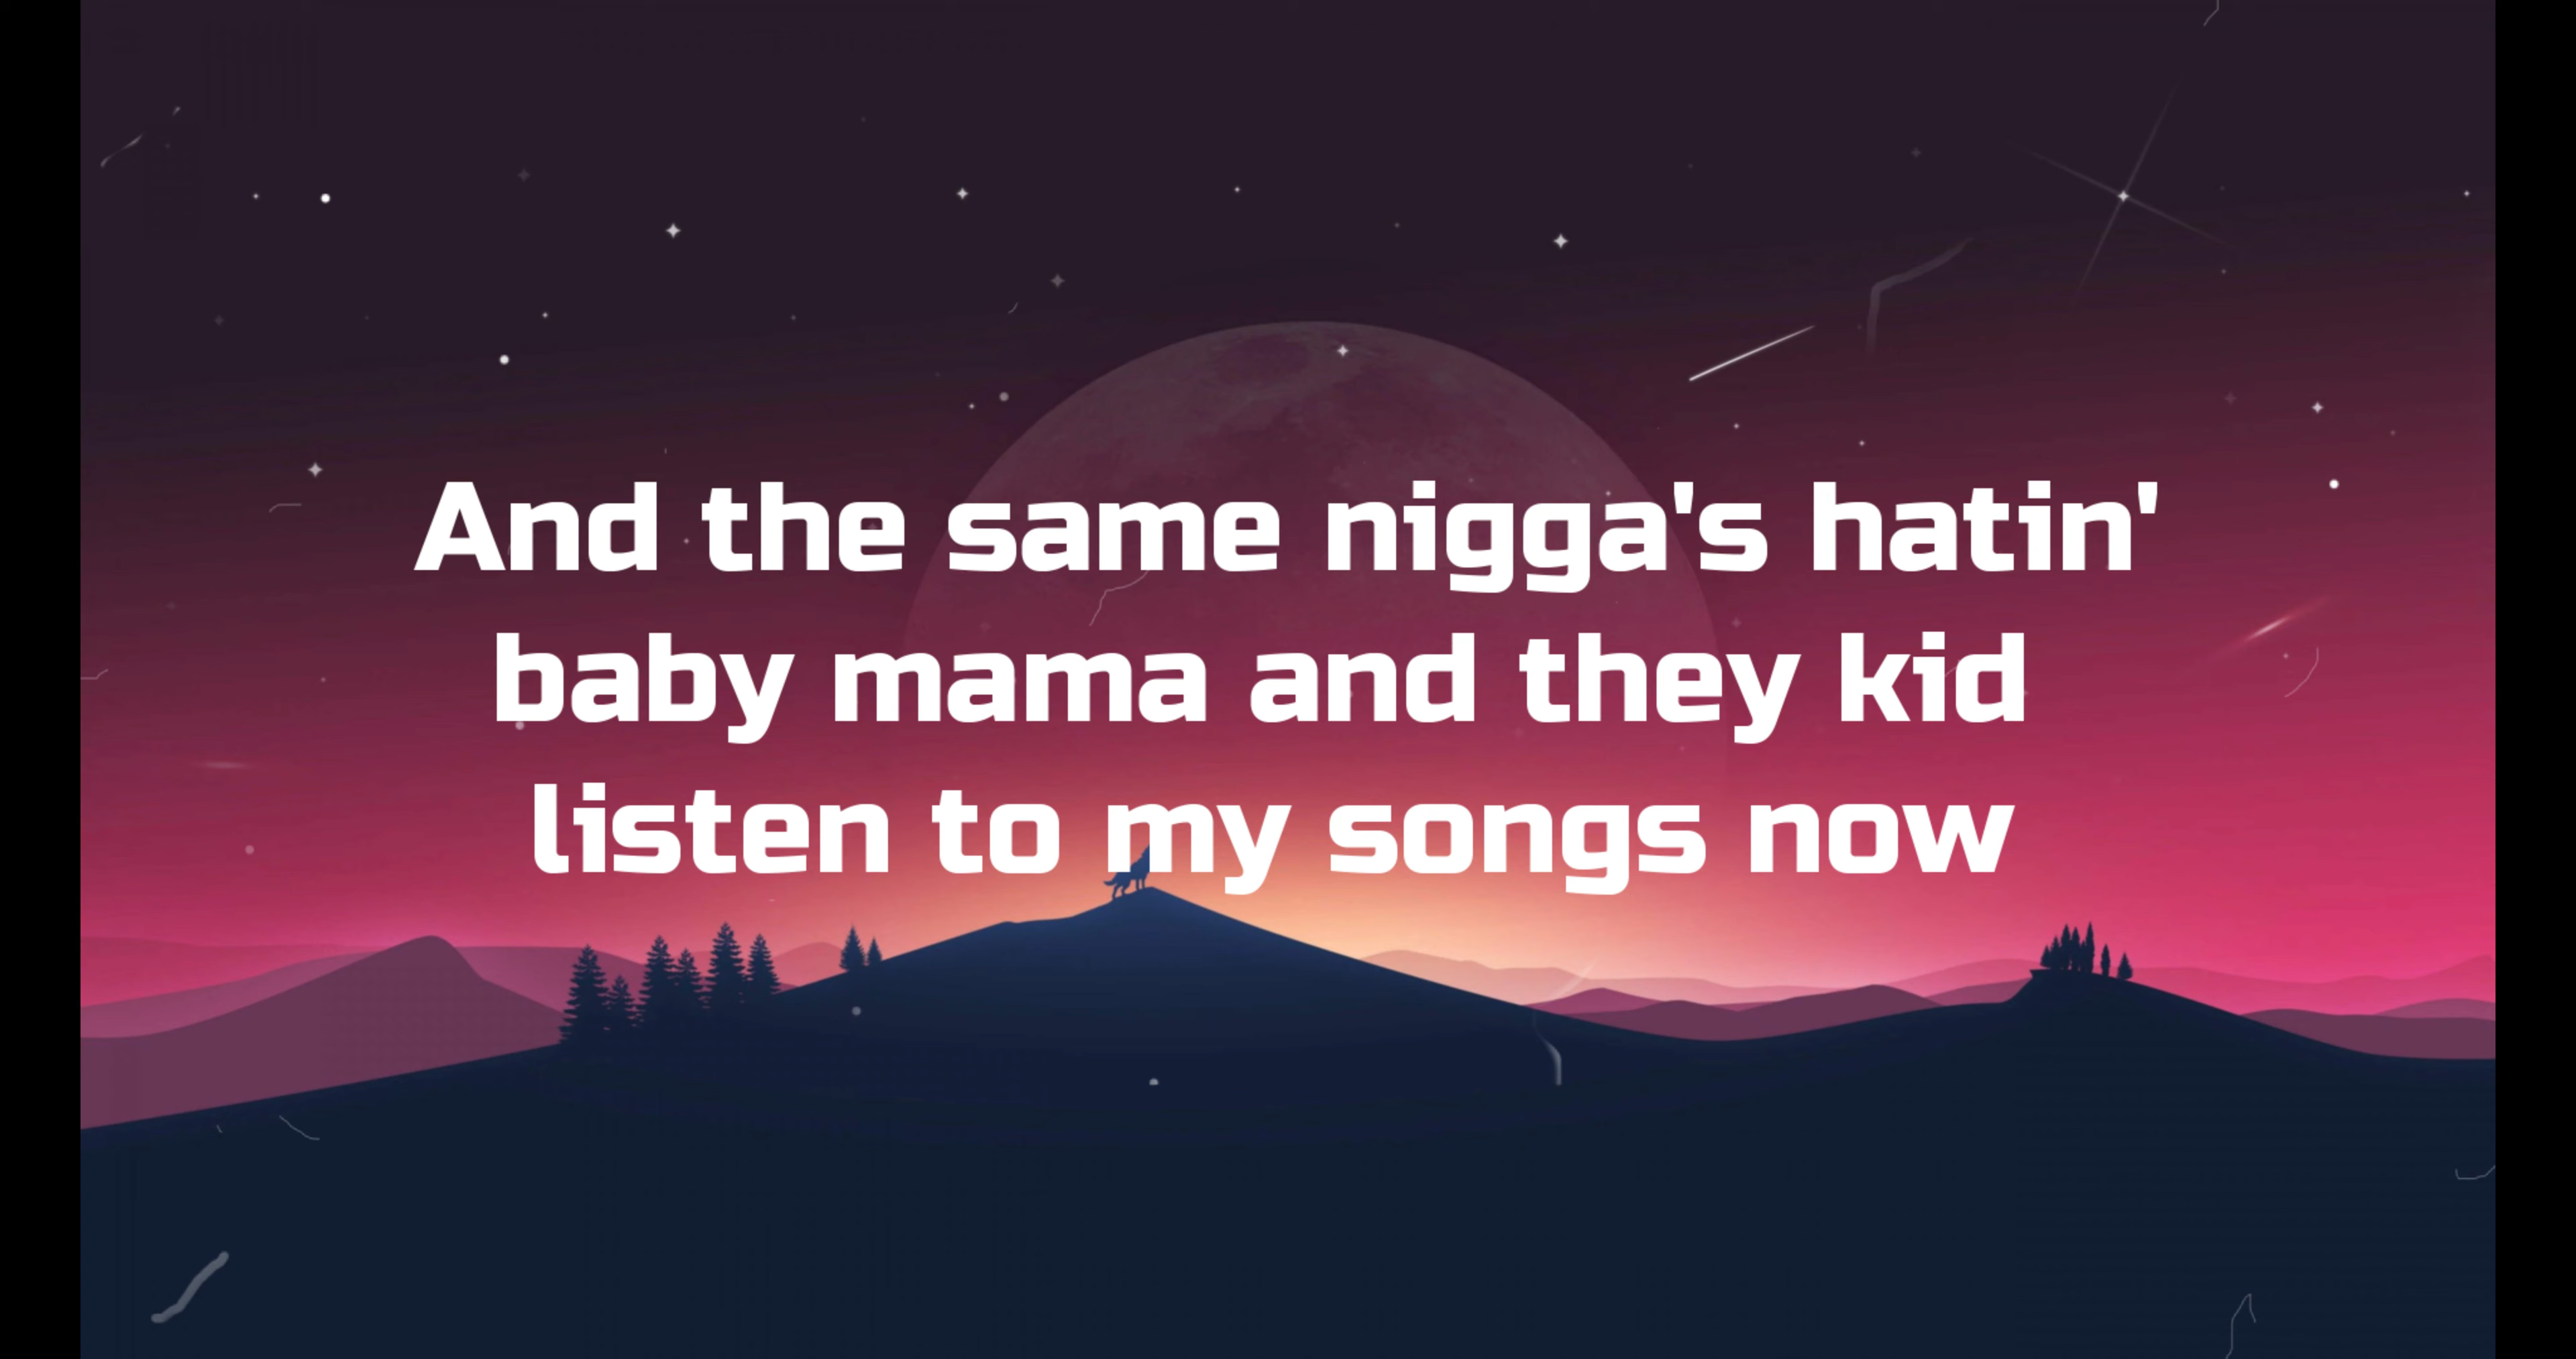 And the same nigga's hatin'
baby mama and they kid
listen to my songs now